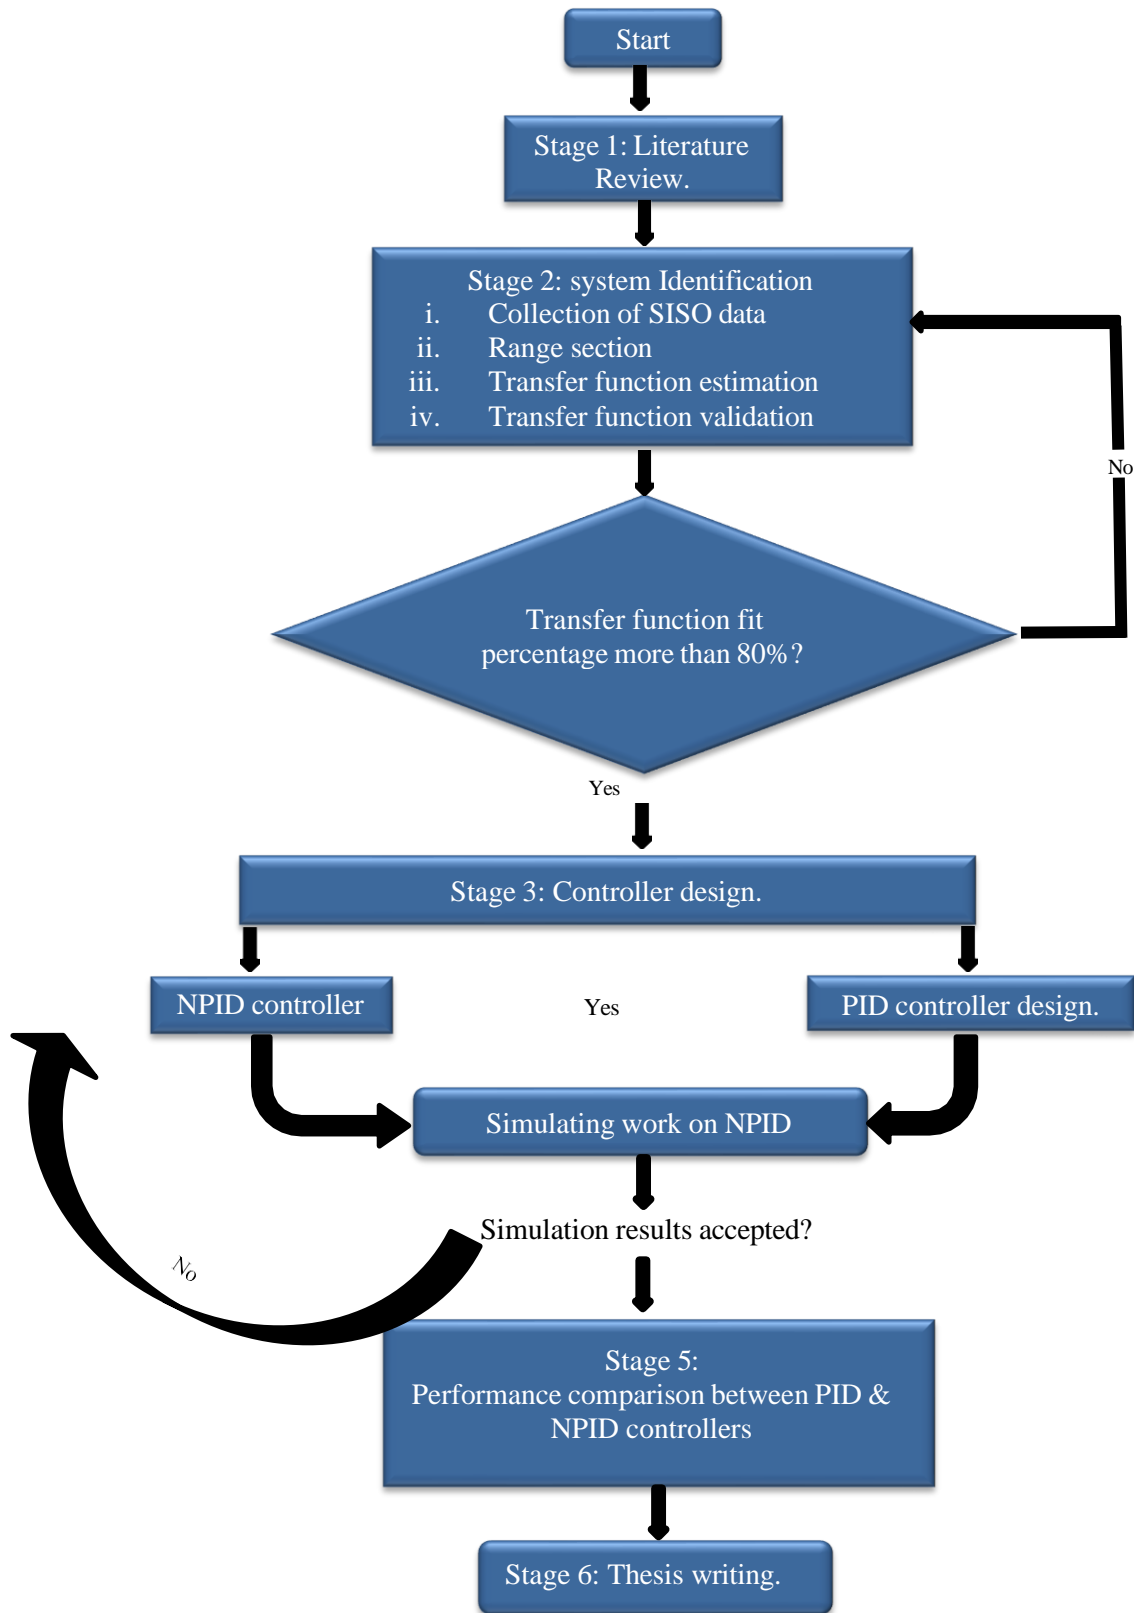 Start
Stage 1: Literature
Review.
Stage 2: system Identification
i. Collection of SISO data
ii. Range section
iii. Transfer function estimation
iv. Transfer function validation
No
Transfer function fit
percentage more than 80%?
Yes
Stage 3: Controller design.
NPID controller
Yes
PID controller design.
Simulating work on NPID
Simulation results accepted?
No
Stage 5:
Performance comparison between PID &
NPID controllers
Stage 6: Thesis writing.